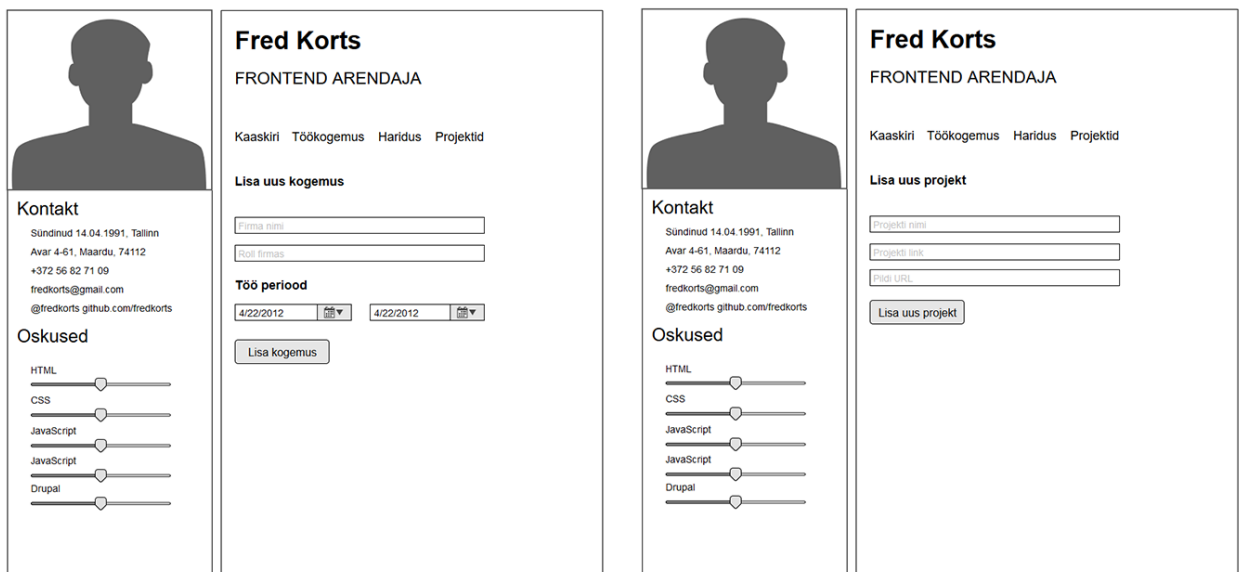 Kontakt
Sündinud 14.04.1991, Tallinn
Avar 4-61, Maardu, 74112
+372 56 82 71 09
fredkorts@gmail.com
@fredkorts github.com/fredkorts
Oskused
HTML
CSS
JavaScript
JavaScript
Drupal
Fred Korts
FRONTEND ARENDAJA
Kaaskiri Töökogemus Haridus Projektid
Lisa uus kogemus
Firma nimi
Roll firmas
Töö periood
4/22/2012 4/22/2012
Lisa kogemus
Kontakt
Sündinud 14.04.1991, Tallinn
Avar 4-61, Maardu, 74112
+372 56 82 71 09
fredkorts@gmail.com
@fredkorts github.com/fredkorts
Oskused
HTML
CSS
JavaScript
JavaScript
Drupal
Fred Korts
FRONTEND ARENDAJA
Kaaskiri Töökogemus Haridus Projektid
Lisa uus projekt
Projekti nimi
Projekti link
Pildi URL
Lisa uus projekt